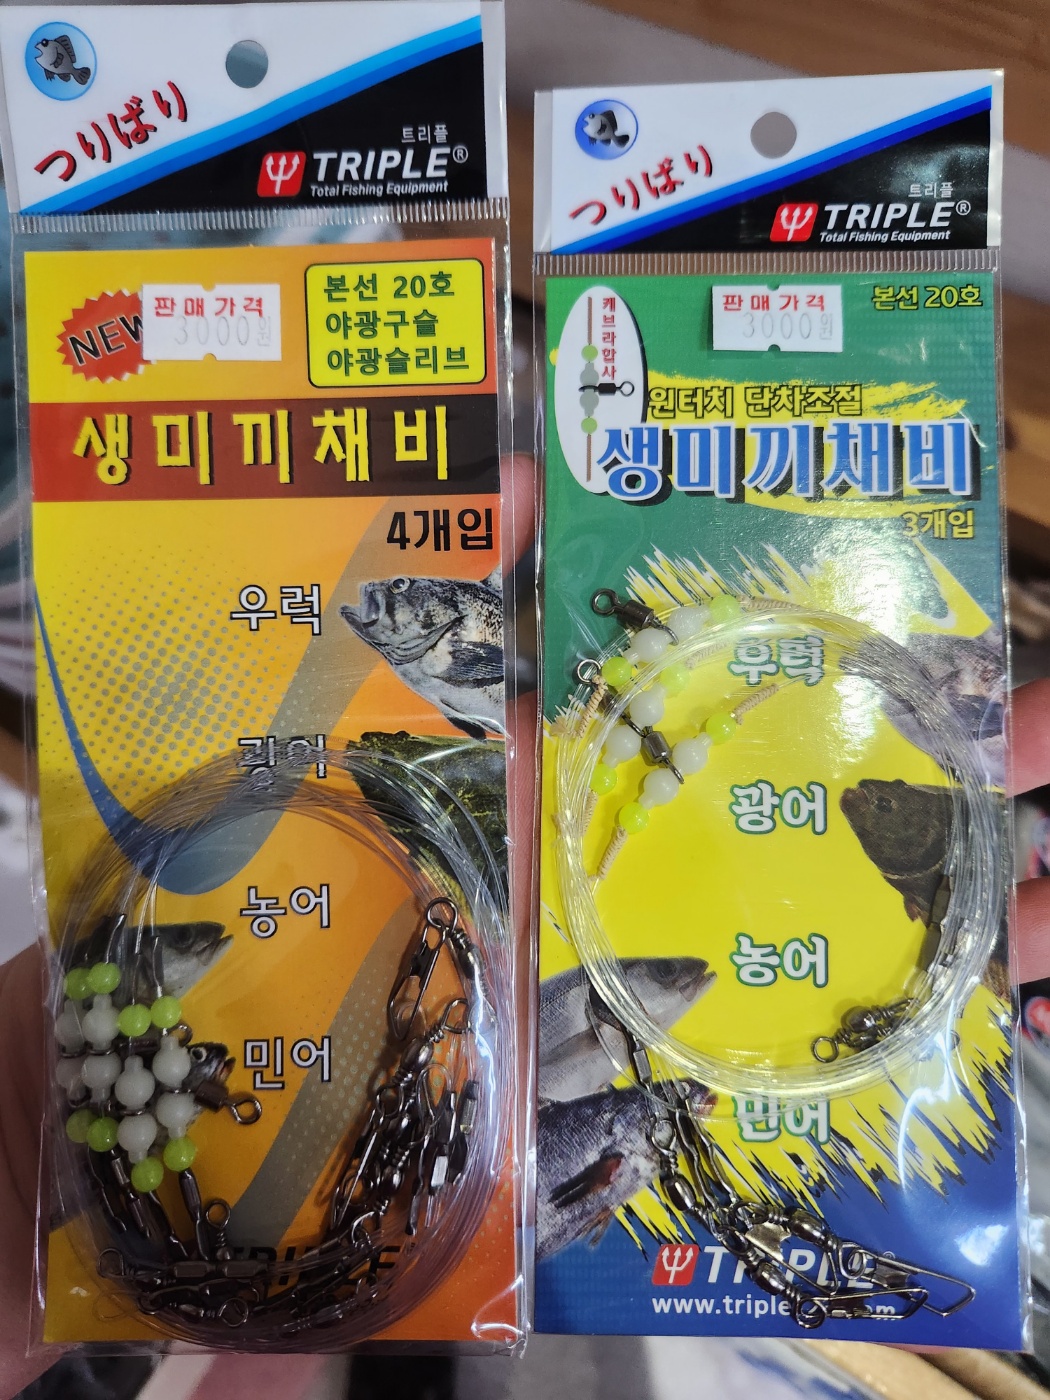 つりばり
트리플
TRIPLE®
Total Fishing Equipment
NEW
판매가격
3000원
본선 20호
야광구슬
야광슬리브
생미끼채비
4개입
우럭
광어
농어
민어
TRIPLE
つりばり
트리플
TRIPLE®
Total Fishing Equipment
케브라합사
판매가격
3000원
본선 20호
원터치 단차조절
생미끼채비
3개입
우럭
광어
농어
민어
TRIPLE